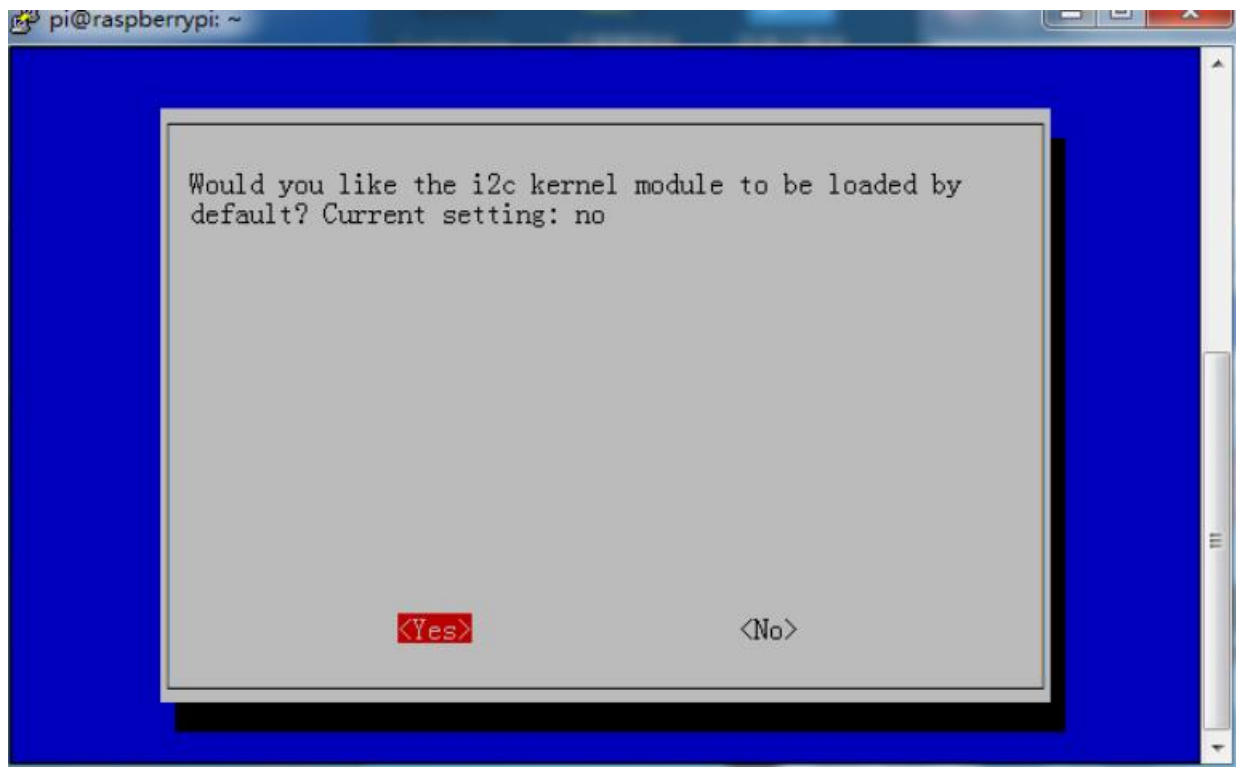 pi@raspberrypi: ~
Would you like the i2c kernel module to be loaded by
default? Current setting: no
<Yes>
<No>